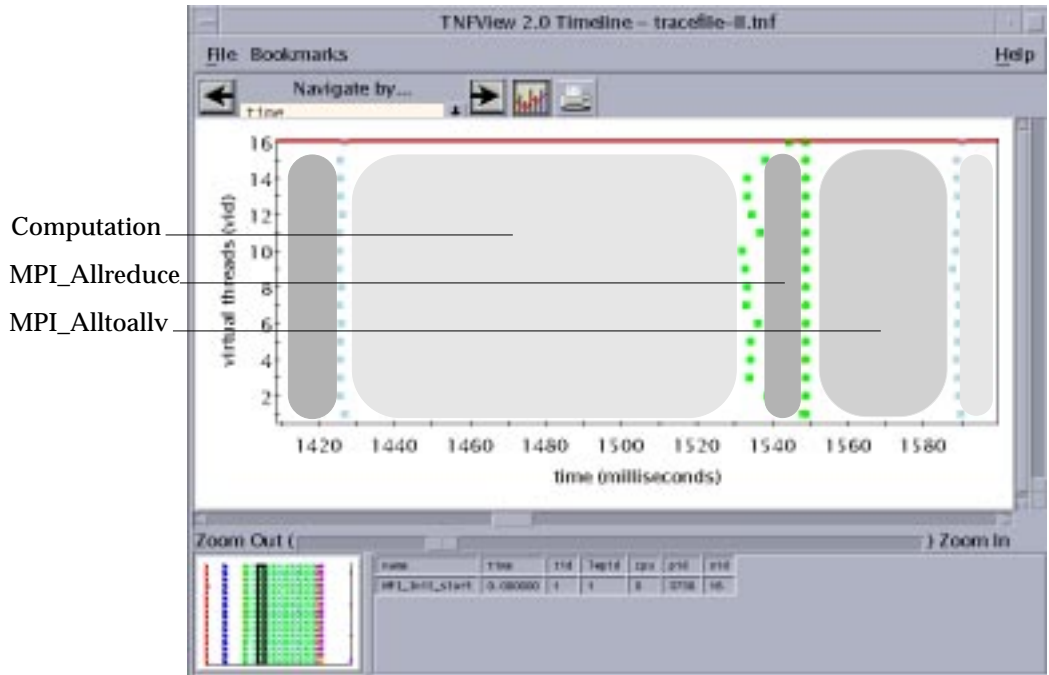 TNFView 2.0 Timeline – tracefile-II.tnf
File Bookmarks Help
Navigate by...
time
Computation
MPI_Allreduce
MPI_Alltoallv
virtual threads (vid)
16
14
12
10
8
6
4
2
1420 1440 1460 1480 1500 1520 1540 1560 1580
time (milliseconds)
Zoom Out ( ) Zoom In
name time tid lwpid cpu pid vid
MPI_Init_start 0.000000 1 1 16